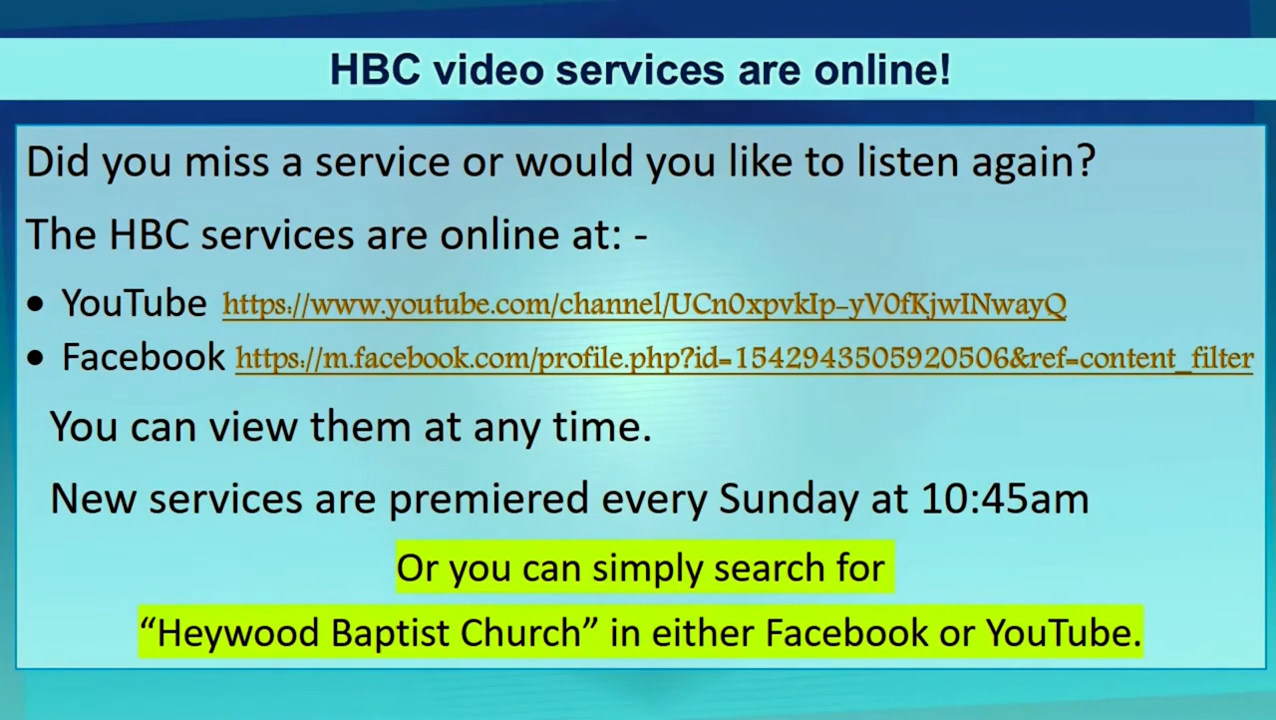 HBC video services are online!
Did you miss a service or would you like to listen again?
The HBC services are online at: -
• YouTube https://www.youtube.com/channel/UCn0xpvkIp-yV0fKjwINwayQ
• Facebook https://m.facebook.com/profile.php?id=1542943505920506&ref=content_filter
You can view them at any time.
New services are premiered every Sunday at 10:45am
Or you can simply search for
“Heywood Baptist Church” in either Facebook or YouTube.